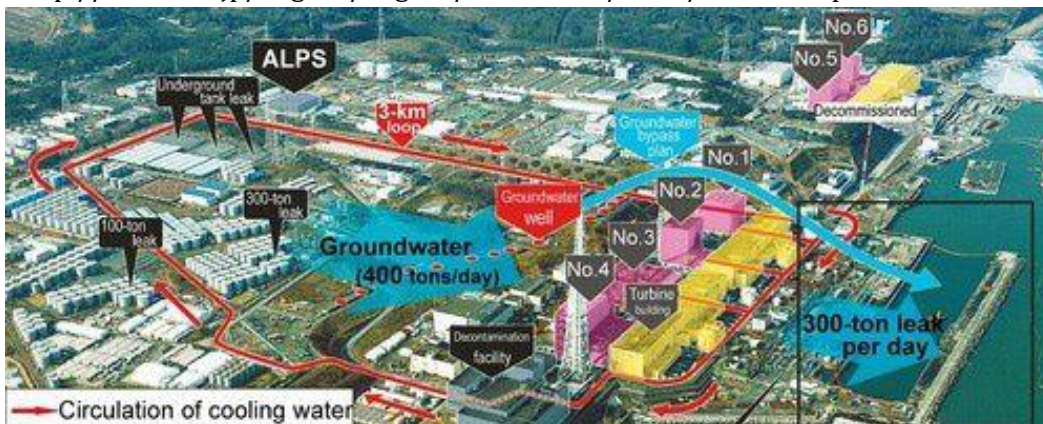 No.6
No.5
ALPS
Decommissioned
Underground
tank leak
3-km
loop
Groundwater
bypass
plan
No.1
No.2
300-ton
leak
Groundwater
well
100-ton
leak
No.3
Groundwater
(400 tons/day)
No.4
Turbine
building
300-ton leak
per day
Decontamination
facility
Circulation of cooling water